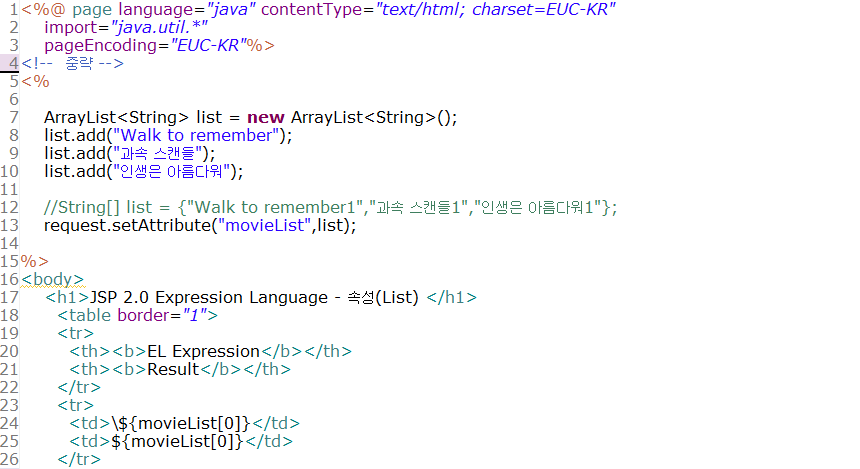 1 <%@ page language="java" contentType="text/html; charset=EUC-KR"
2 import="java.util.*"
3 pageEncoding="EUC-KR"%>
4 <!-- 중략 -->
5 <%
6
7 ArrayList<String> list = new ArrayList<String>();
8 list.add("Walk to remember");
9 list.add("과속 스캔들");
10 list.add("인생은 아름다워");
11
12 //String[] list = {"Walk to remember1","과속 스캔들1","인생은 아름다워1"};
13 request.setAttribute("movieList",list);
14
15 %>
16 <body>
17 <h1>JSP 2.0 Expression Language - 속성(List) </h1>
18 <table border="1">
19 <tr>
20 <th><b>EL Expression</b></th>
21 <th><b>Result</b></th>
22 </tr>
23 <tr>
24 <td>\${movieList[0]}</td>
25 <td>${movieList[0]}</td>
26 </tr>